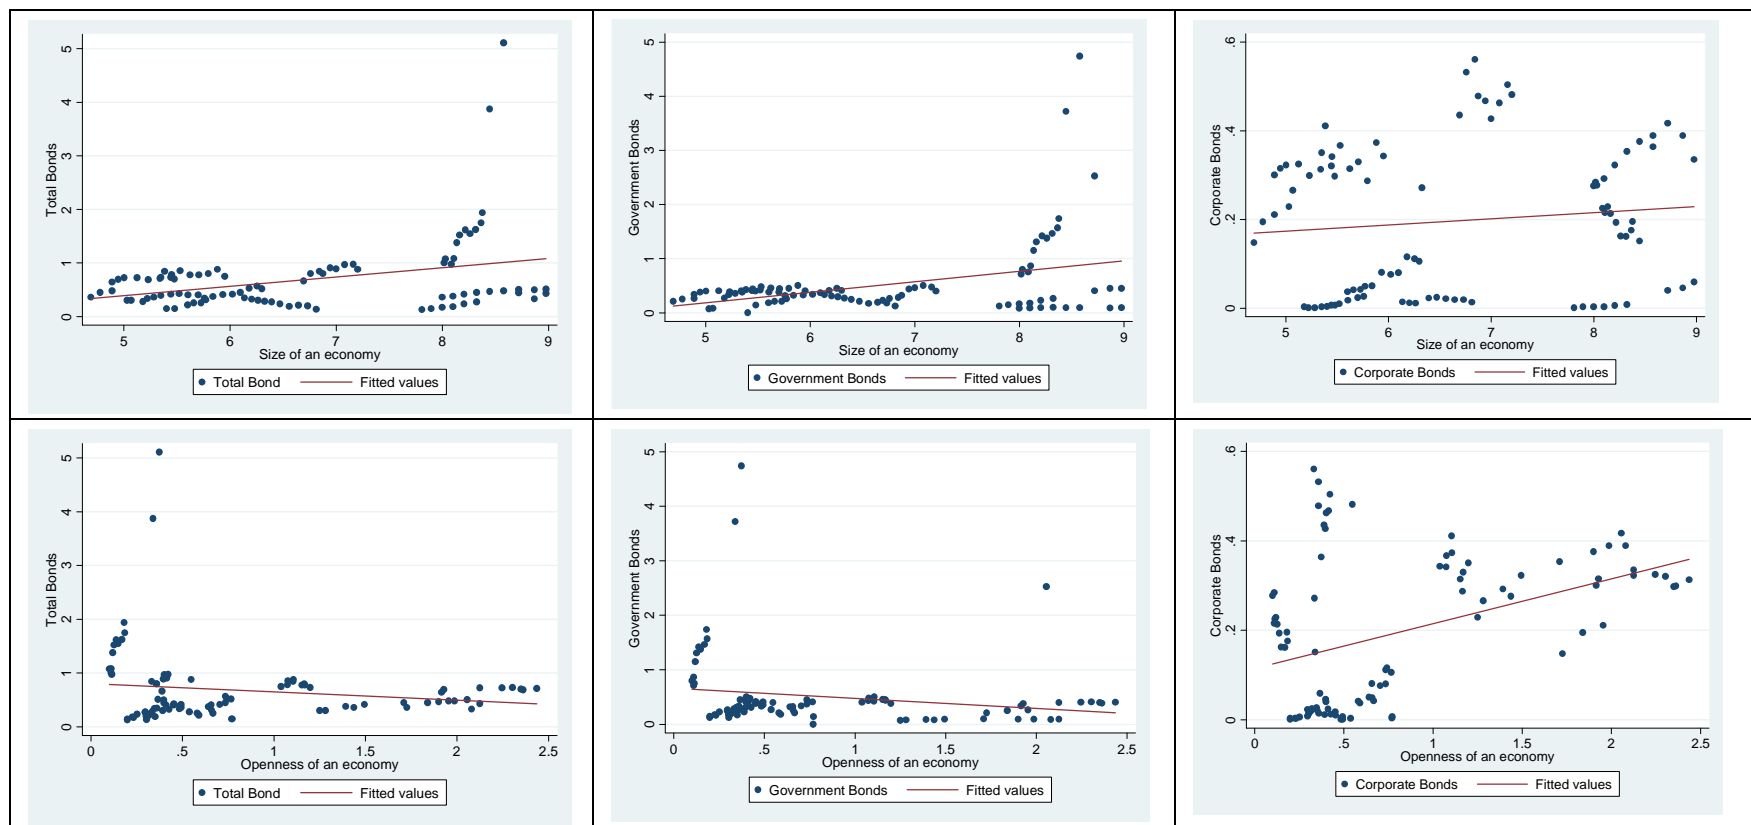 Total Bonds
0 1 2 3 4 5
5 6 7 8 9
Size of an economy
Total Bond Fitted values
Government Bonds
0 1 2 3 4 5
5 6 7 8 9
Size of an economy
Government Bonds Fitted values
Corporate Bonds
0 .2 .4 .6
5 6 7 8 9
Size of an economy
Corporate Bonds Fitted values
Total Bonds
0 1 2 3 4 5
0 .5 1 1.5 2 2.5
Openness of an economy
Total Bond Fitted values
Government Bonds
0 1 2 3 4 5
0 .5 1 1.5 2 2.5
Openness of an economy
Government Bonds Fitted values
Corporate Bonds
0 .2 .4 .6
0 .5 1 1.5 2 2.5
Openness of an economy
Corporate Bonds Fitted values